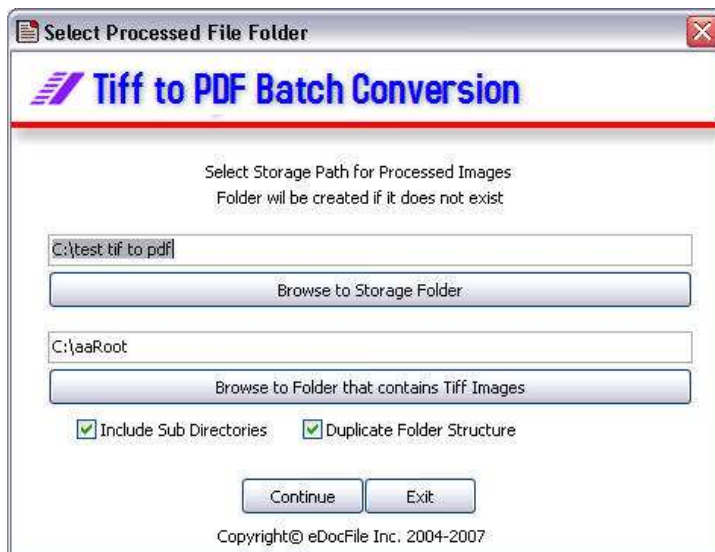 Select Processed File Folder
Tiff to PDF Batch Conversion
Select Storage Path for Processed Images
Folder wil be created if it does not exist
C:\test tif to pdf
Browse to Storage Folder
C:\aaRoot
Browse to Folder that contains Tiff Images
Include Sub Directories Duplicate Folder Structure
Continue Exit
Copyright© eDocFile Inc. 2004-2007